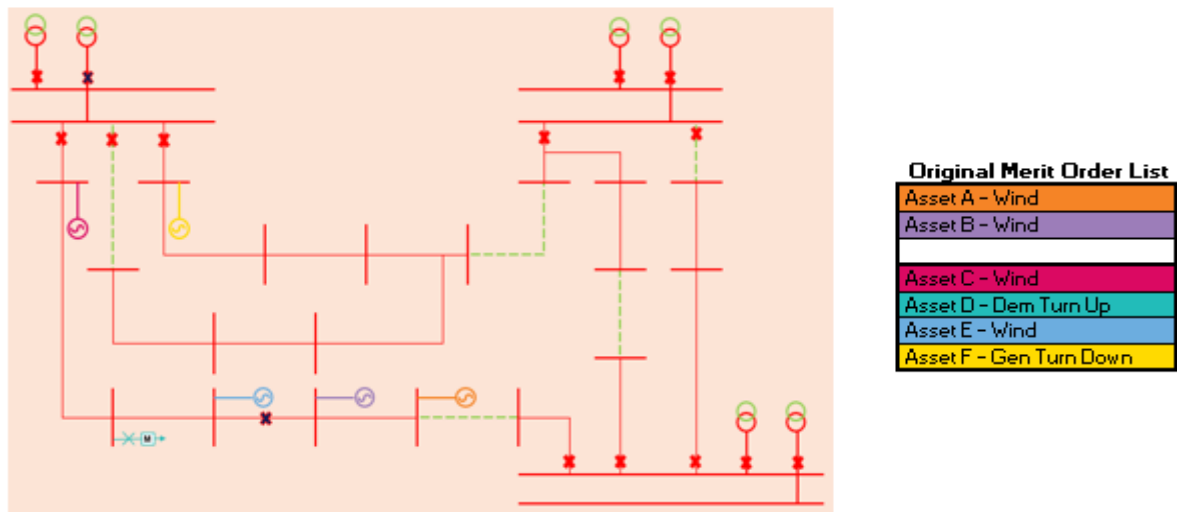 Original Merit Order List
Asset A - Wind
Asset B - Wind
Asset C - Wind
Asset D - Dem Turn Up
Asset E - Wind
Asset F - Gen Turn Down
M